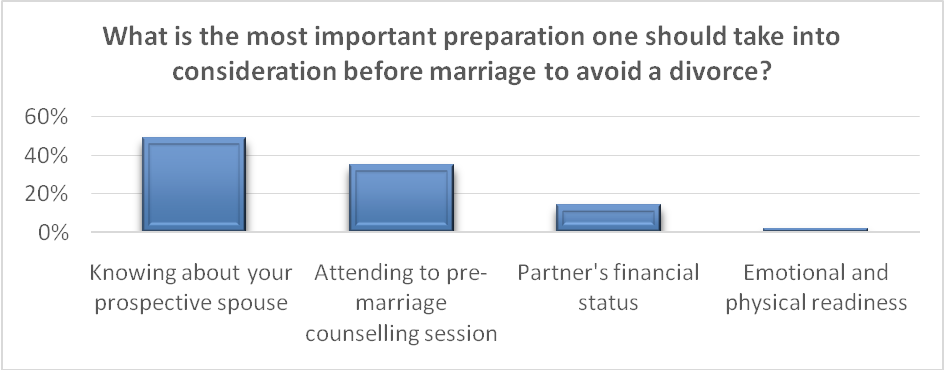 What is the most important preparation one should take into
consideration before marriage to avoid a divorce?
60%
40%
20%
0%
Knowing about your
prospective spouse
Attending to pre-
marriage
counselling session
Partner's financial
status
Emotional and
physical readiness